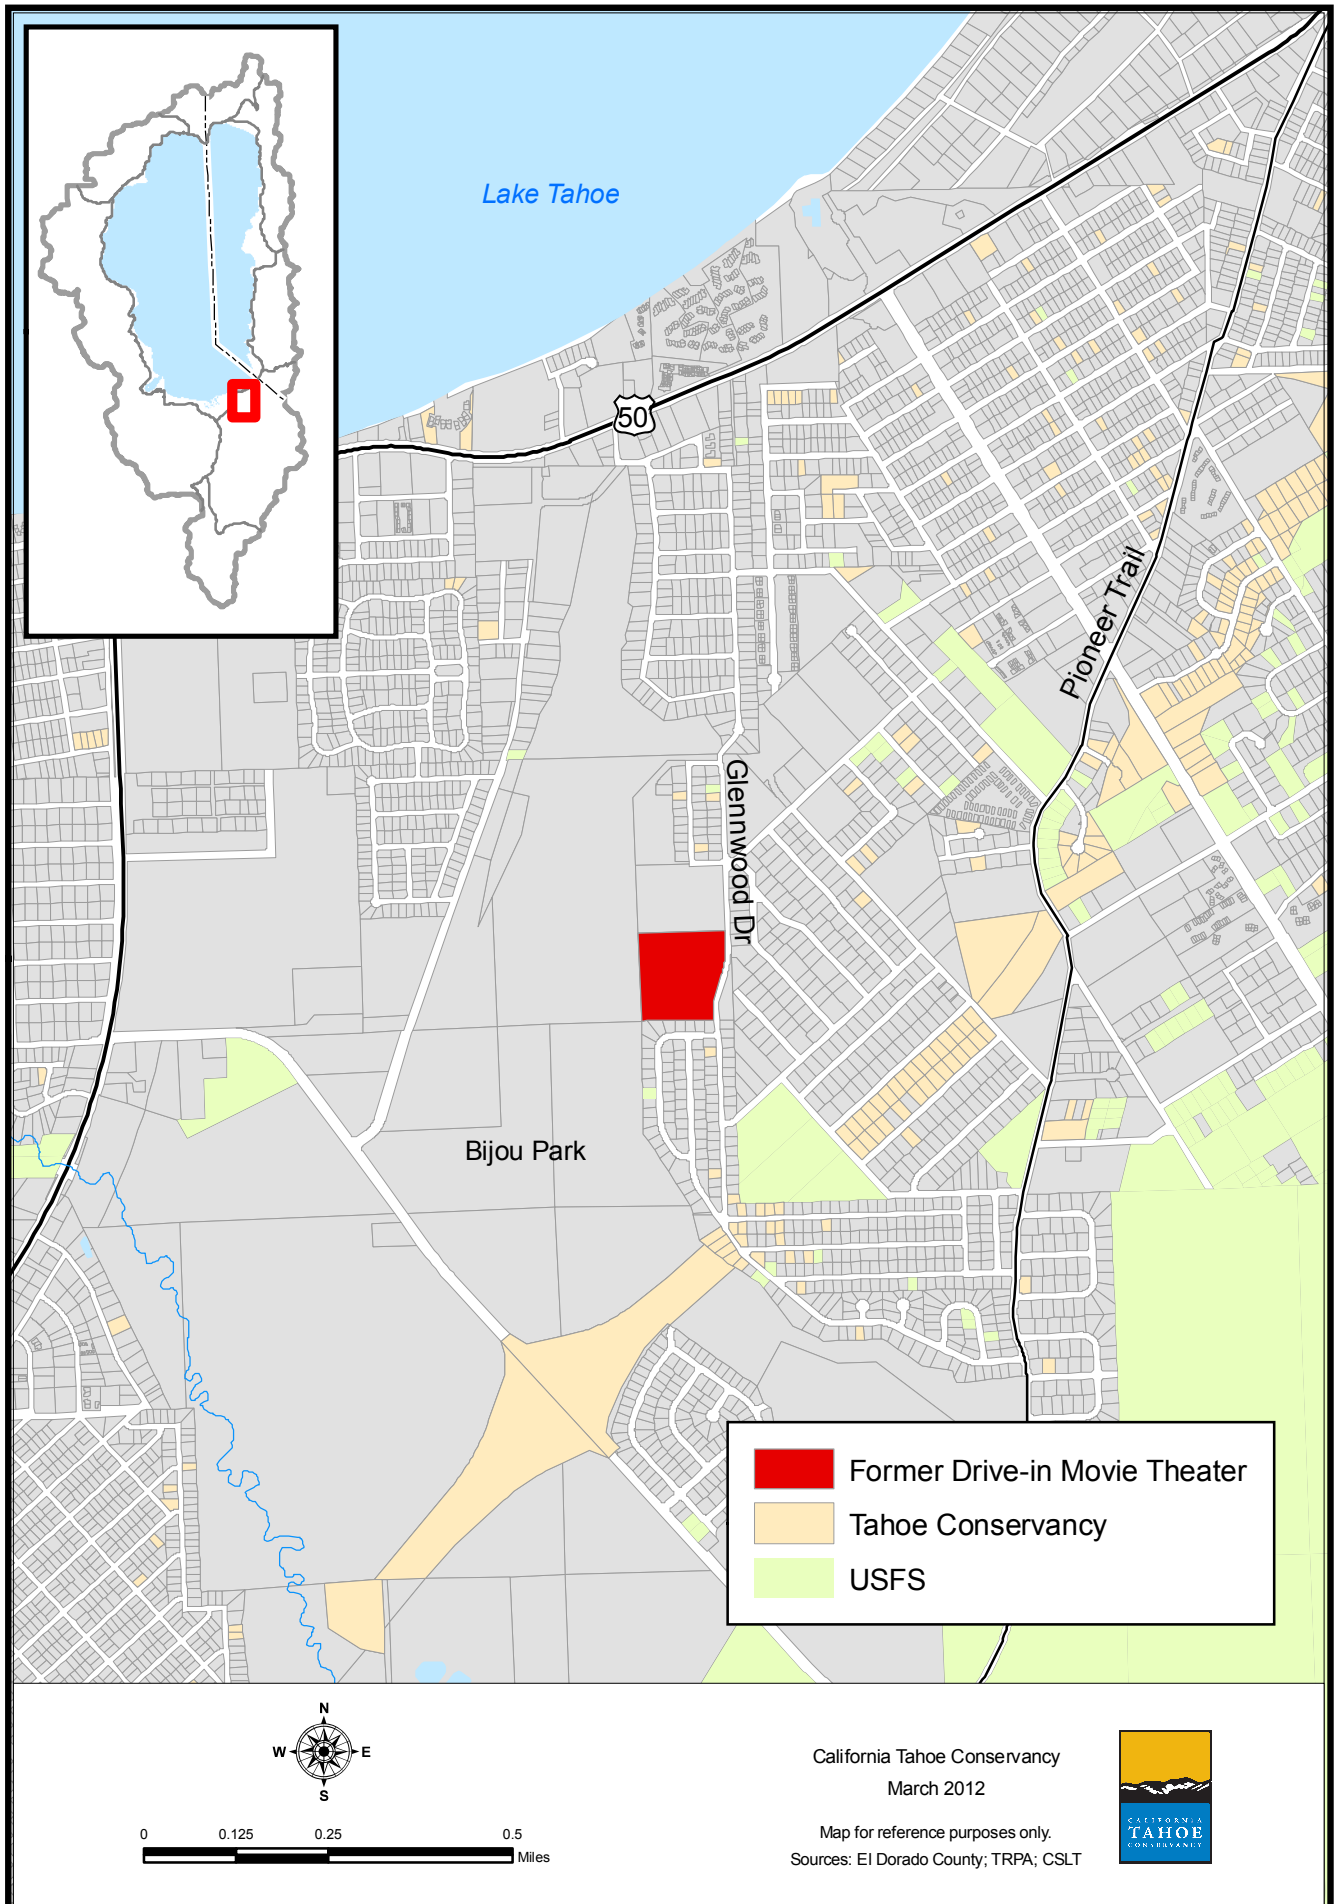 Lake Tahoe
50
Pioneer Trail
Glennwood Dr
Bijou Park
Former Drive-in Movie Theater
Tahoe Conservancy
USFS
N
W E
S
0 0.125 0.25 0.5
Miles
California Tahoe Conservancy
March 2012
Map for reference purposes only.
Sources: El Dorado County; TRPA; CSLT
CALIFORNIA
TAHOE
CONSERVANCY